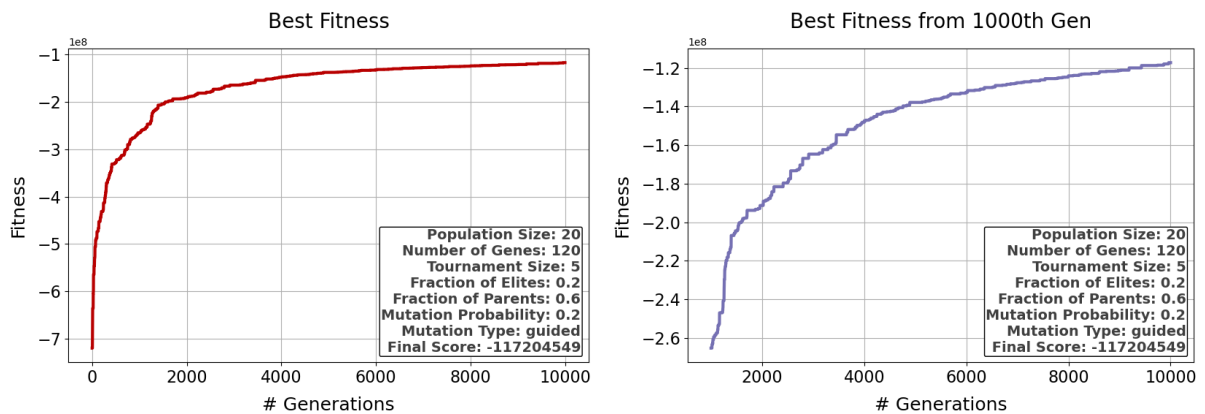 Best Fitness
1e8
−1
−2
−3
−4
−5
−6
−7
Fitness
Population Size: 20
Number of Genes: 120
Tournament Size: 5
Fraction of Elites: 0.2
Fraction of Parents: 0.6
Mutation Probability: 0.2
Mutation Type: guided
Final Score: -117204549
0 2000 4000 6000 8000 10000
# Generations
Best Fitness from 1000th Gen
1e8
−1.2
−1.4
−1.6
−1.8
−2.0
−2.2
−2.4
−2.6
Fitness
Population Size: 20
Number of Genes: 120
Tournament Size: 5
Fraction of Elites: 0.2
Fraction of Parents: 0.6
Mutation Probability: 0.2
Mutation Type: guided
Final Score: -117204549
2000 4000 6000 8000 10000
# Generations